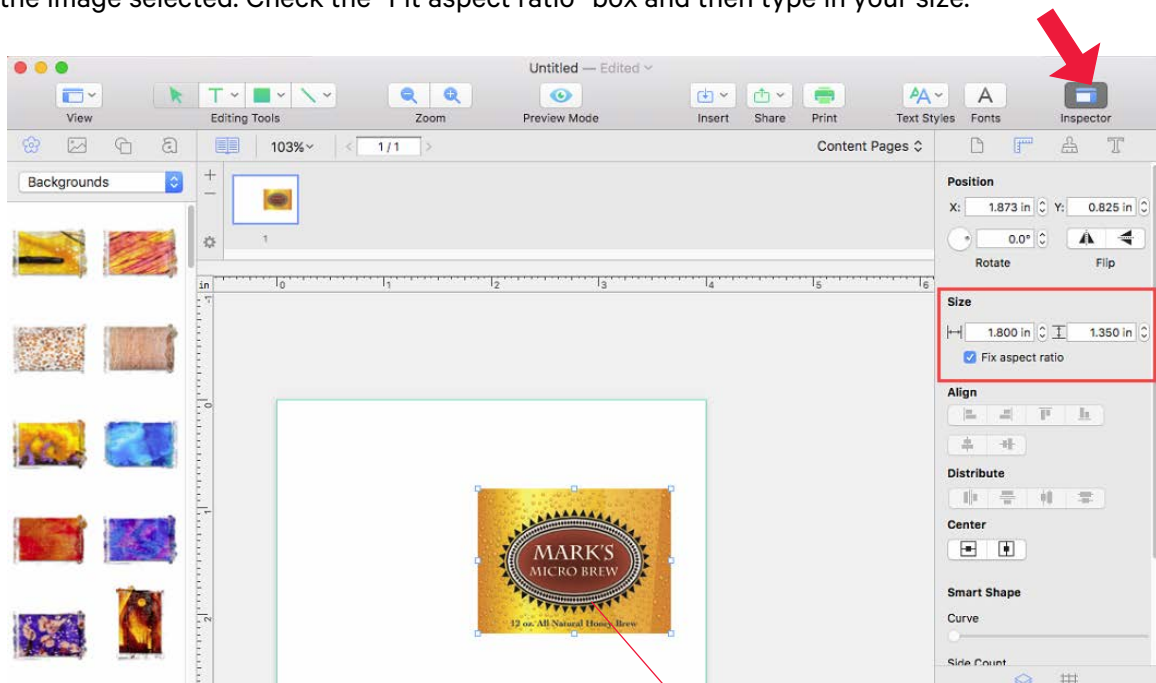 the image selected. Check the "Fit aspect ratio" box and then type in your size.
Untitled — Edited
View Editing Tools Zoom Preview Mode Insert Share Print Text Styles Fonts Inspector
103% 1/1 Content Pages
Backgrounds
1
in 0 1 2 3 4 5 6
-1
0
1
2
MARK'S
MICRO BREW
12 oz. All Natural Honey Brew
Position
X: 1.873 in Y: 0.825 in
0.0°
Rotate Flip
Size
1.800 in 1.350 in
Fix aspect ratio
Align
Distribute
Center
Smart Shape
Curve
Side Count